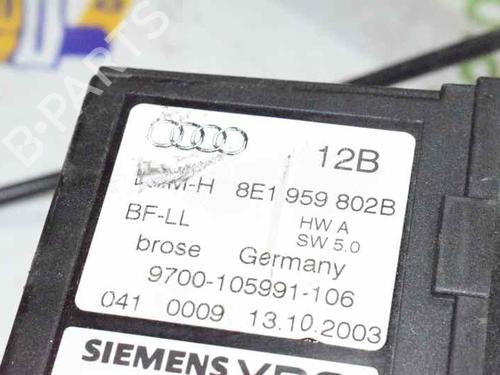 12B
8E1 959 802B
BF-LL
HW A
SW 5.0
brose Germany
9700-105991-106
041 0009 13.10.2003
SIEMENS
B-PARTS